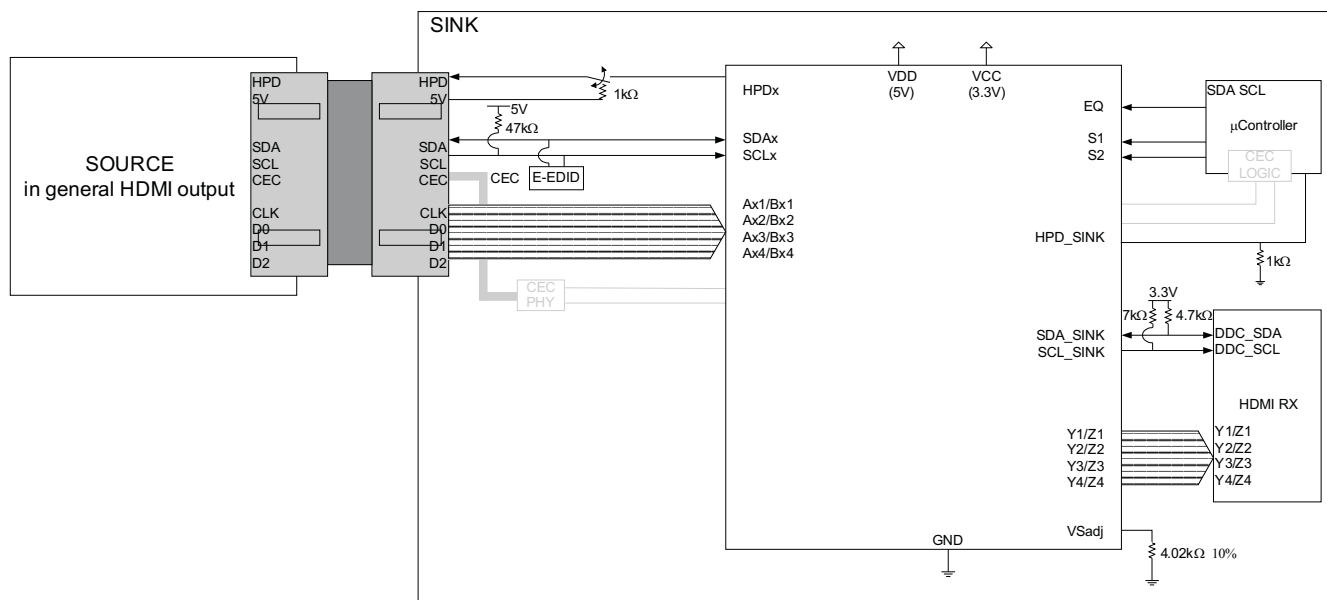 SINK
HPD
5V
SDA
SCL
CEC
CLK
D0
D1
D2
SOURCE
in general HDMI output
HPD
5V
SDA
SCL
CEC
CLK
D0
D1
D2
1kΩ
5V
47kΩ
CEC
E-EDID
CEC
PHY
HPDx
SDAx
SCLx
Ax1/Bx1
Ax2/Bx2
Ax3/Bx3
Ax4/Bx4
VDD
(5V)
VCC
(3.3V)
EQ
S1
S2
HPD_SINK
SDA_SINK
SCL_SINK
Y1/Z1
Y2/Z2
Y3/Z3
Y4/Z4
VSadj
GND
SDA SCL
μController
CEC
LOGIC
1kΩ
3.3V
7kΩ
4.7kΩ
DDC_SDA
DDC_SCL
HDMI RX
Y1/Z1
Y2/Z2
Y3/Z3
Y4/Z4
4.02kΩ 10%